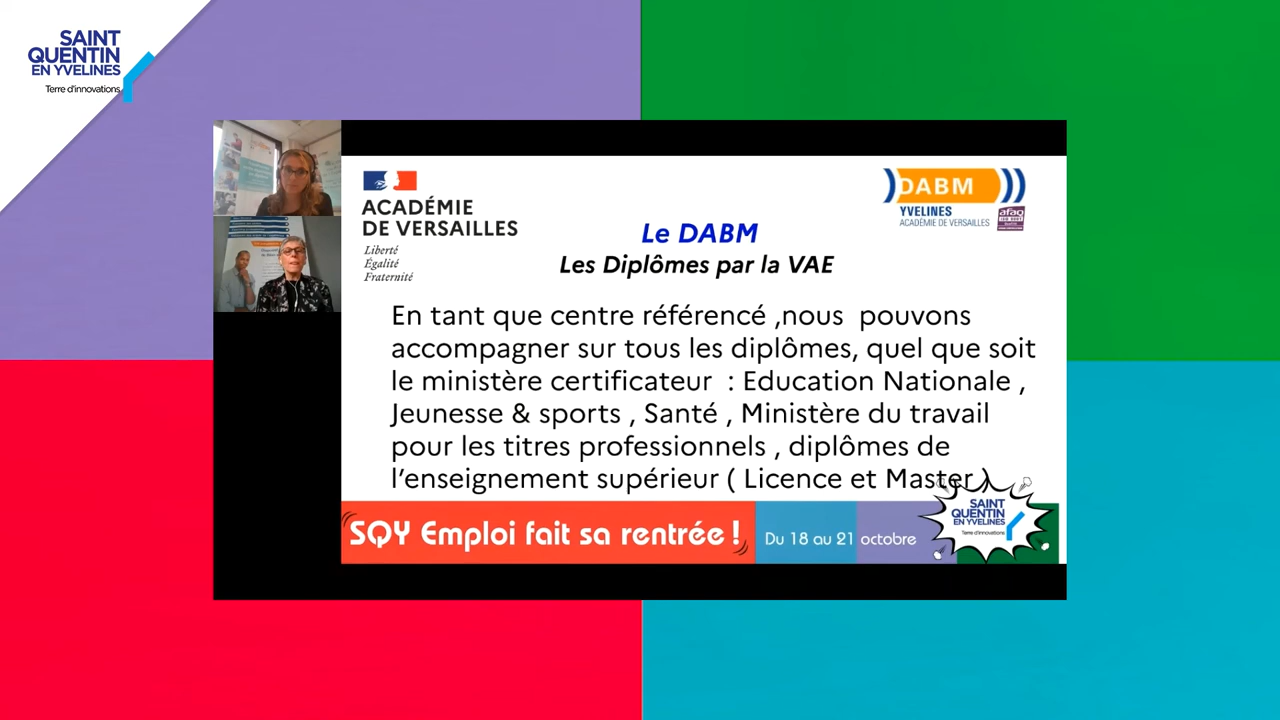 SAINT
QUENTIN
EN YVELINES
Terre d'innovations
ACADÉMIE
DE VERSAILLES
Liberté
Égalité
Fraternité
DABM
YVELINES
ACADÉMIE DE VERSAILLES
afaq
Le DABM
Les Diplômes par la VAE
En tant que centre référencé ,nous pouvons
accompagner sur tous les diplômes, quel que soit
le ministère certificateur : Education Nationale ,
Jeunesse & sports , Santé , Ministère du travail
pour les titres professionnels , diplômes de
l'enseignement supérieur ( Licence et Master )
SQY Emploi fait sa rentrée !
Du 18 au 21 octobre
SAINT
QUENTIN
EN YVELINES
Terre d'innovations